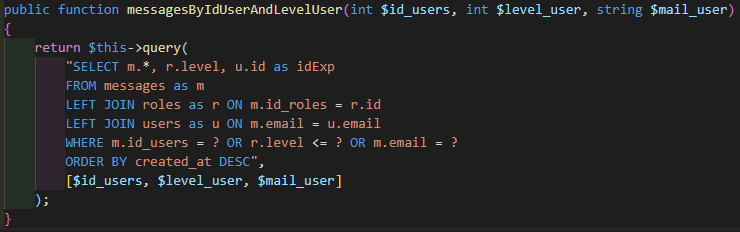 public function messagesByIdUserAndLevelUser(int $id_users, int $level_user, string $mail_user)
{
return $this->query(
"SELECT m.*, r.level, u.id as idExp
FROM messages as m
LEFT JOIN roles as r ON m.id_roles = r.id
LEFT JOIN users as u ON m.email = u.email
WHERE m.id_users = ? OR r.level <= ? OR m.email = ?
ORDER BY created_at DESC",
[$id_users, $level_user, $mail_user]
);
}